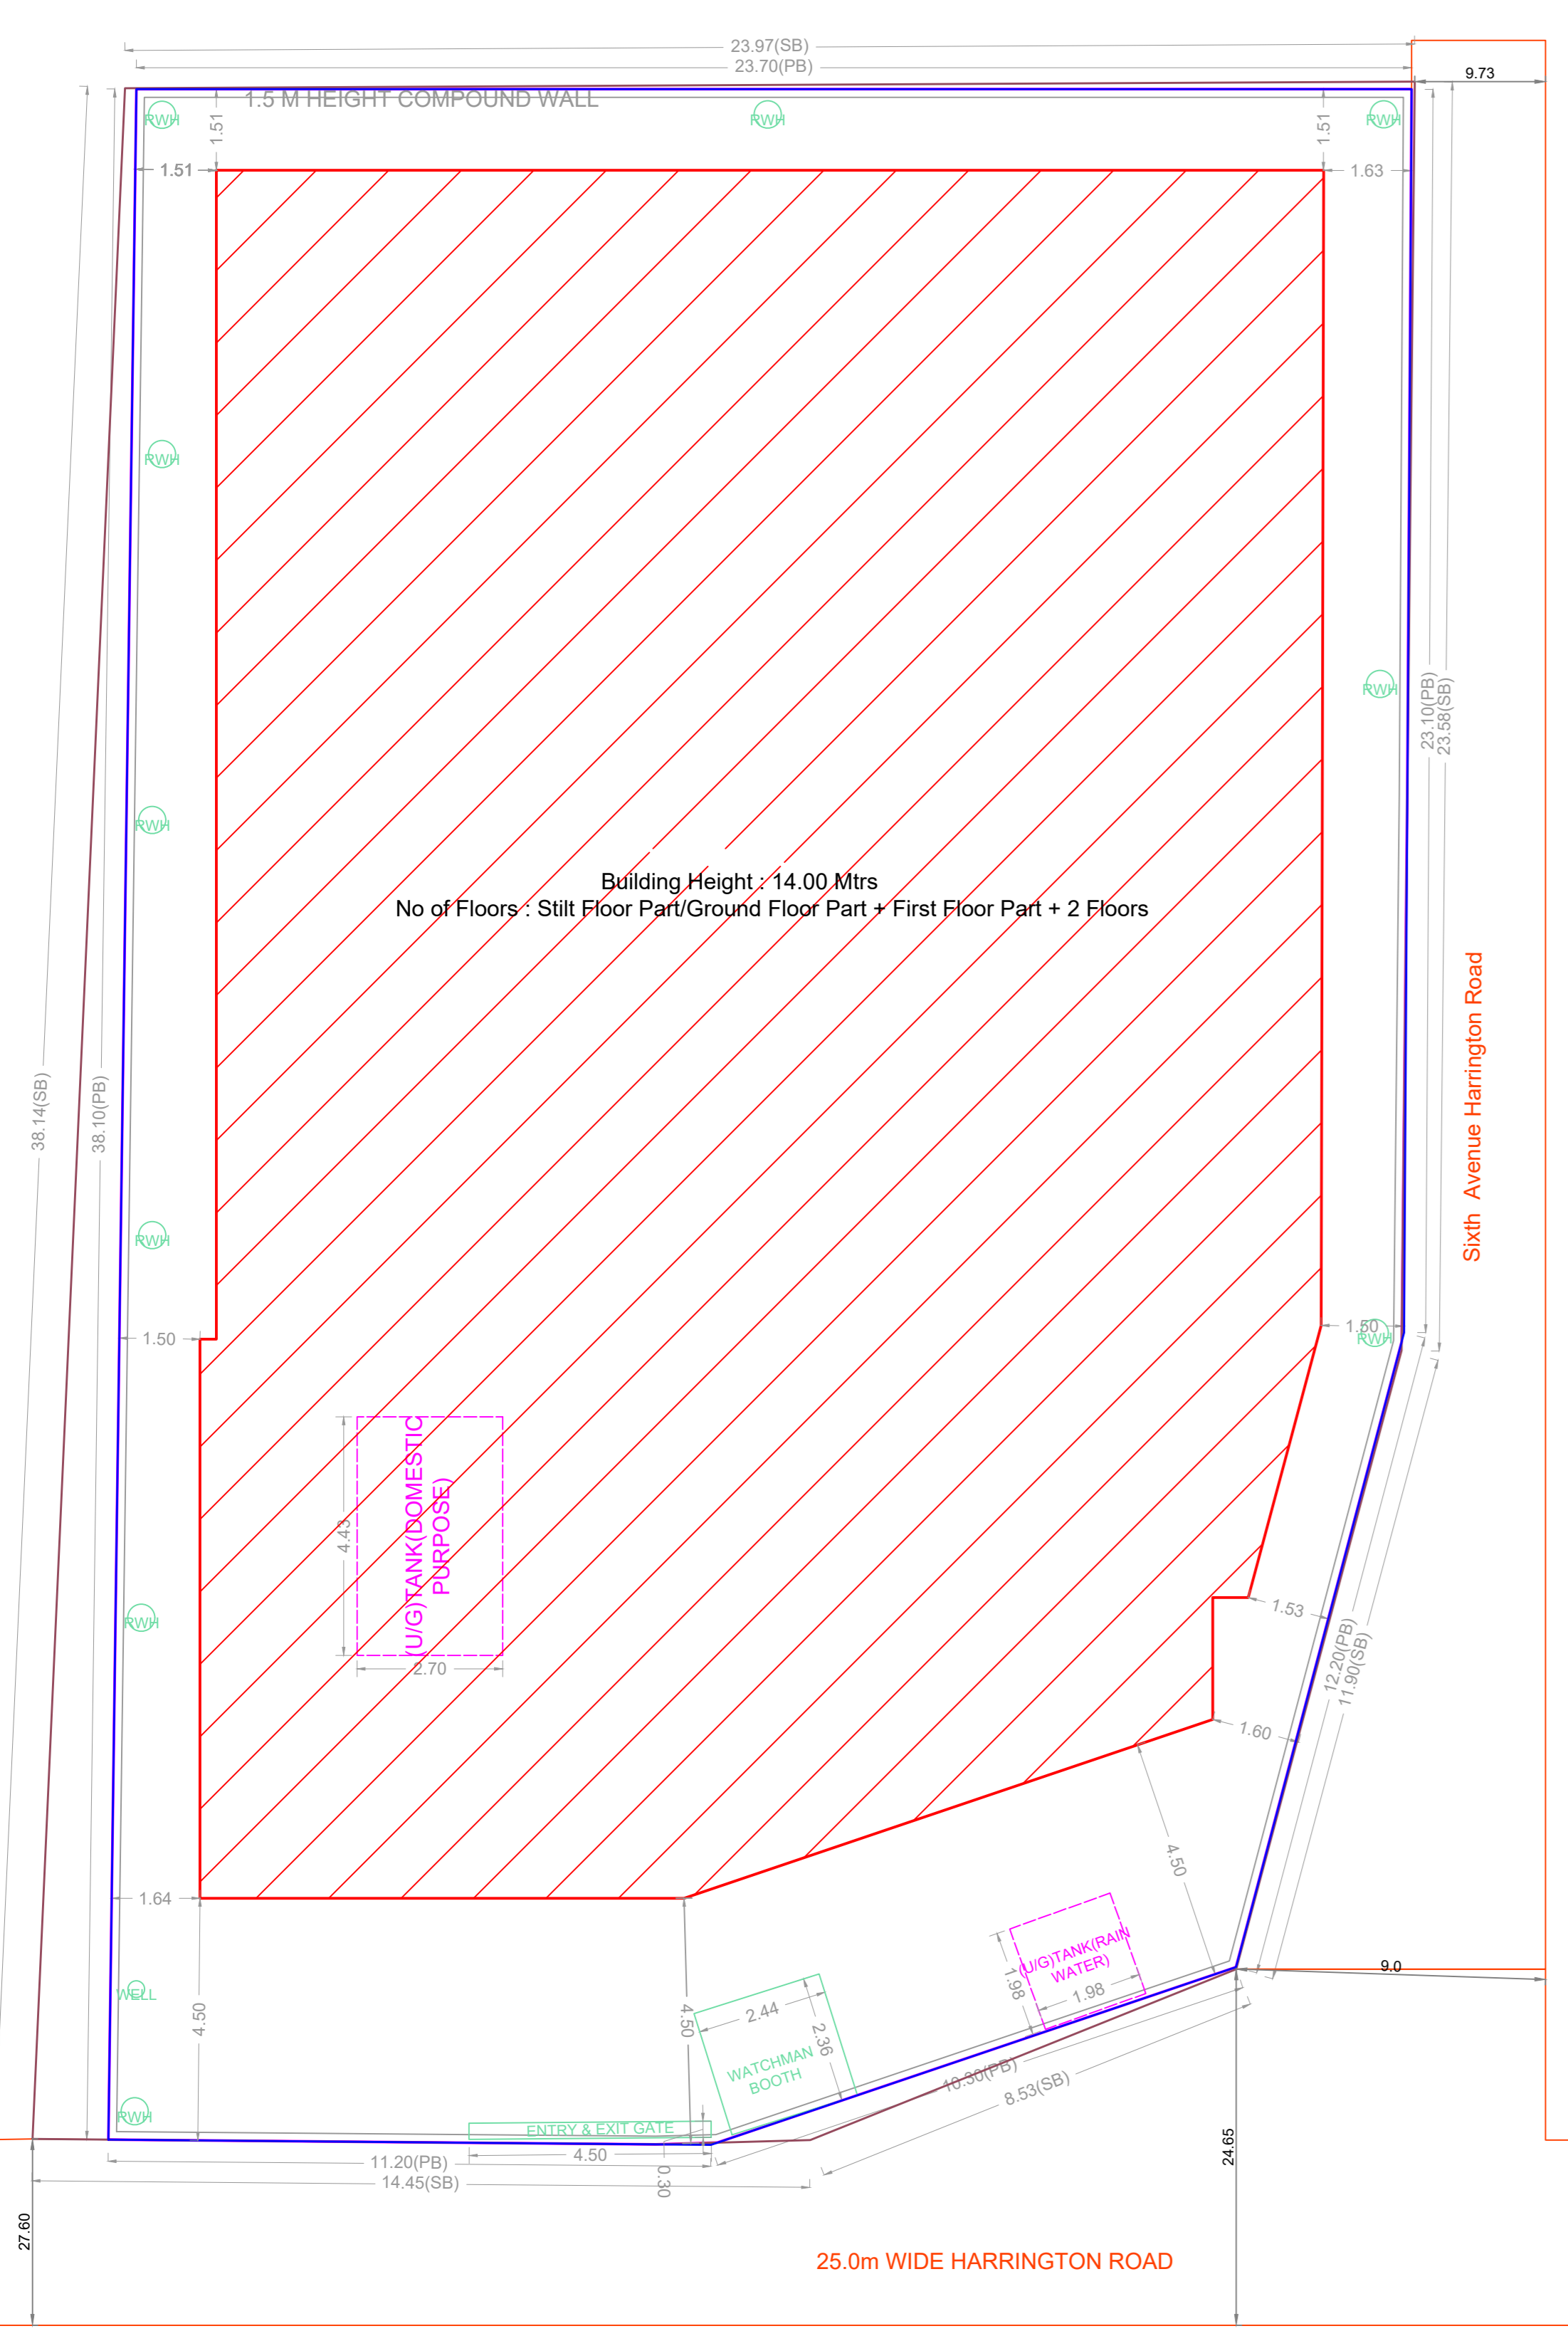 23.97(SB)
23.70(PB)
9.73
1.5 M HEIGHT COMPOUND WALL
RWH
RWH
RWH
1.51
1.51
1.51
1.63
RWH
RWH
23.10(PB)
23.58(SB)
RWH
Building Height : 14.00 Mtrs
No of Floors : Stilt Floor Part/Ground Floor Part + First Floor Part + 2 Floors
Sixth Avenue Harrington Road
38.14(SB)
38.10(PB)
RWH
1.50
1.50
RWH
(U/G)TANK(DOMESTIC
PURPOSE)
4.43
2.70
RWH
1.53
12.20(PB)
11.90(SB)
1.60
4.50
1.64
WELL
4.50
4.50
(U/G)TANK(RAIN
WATER)
1.98
1.98
9.0
2.44
2.36
WATCHMAN
BOOTH
10.30(PB)
8.53(SB)
RWH
ENTRY & EXIT GATE
4.50
0.30
11.20(PB)
14.45(SB)
24.65
27.60
25.0m WIDE HARRINGTON ROAD